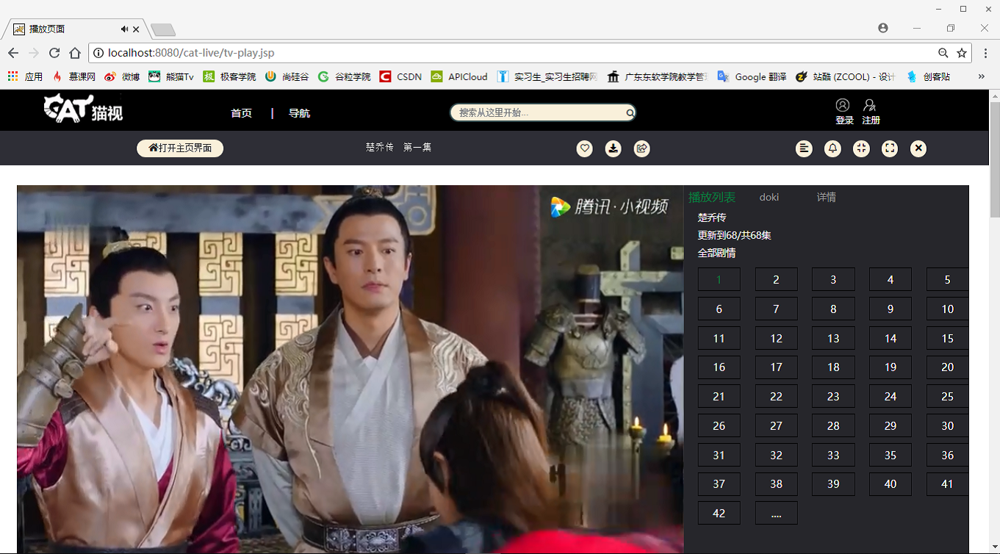 播放页面
localhost:8080/cat-live/tv-play.jsp
应用 慕课网 微博 熊猫Tv 极客学院 尚硅谷 谷粒学院 CSDN APICloud 实习生_实习生招聘网 广东东软学院教学管 Google 翻译 站酷 (ZCOOL) - 设计 创客贴 »
CAT猫视 首页 | 导航 搜索从这里开始... 登录 注册
打开主页界面 楚乔传 第一集
腾讯·小视频
播放列表 doki 详情
楚乔传
更新到68/共68集
全部剧情
1 2 3 4 5
6 7 8 9 10
11 12 13 14 15
16 17 18 19 20
21 22 23 24 25
26 27 28 29 30
31 32 33 35 36
37 38 39 40 41
42 ....